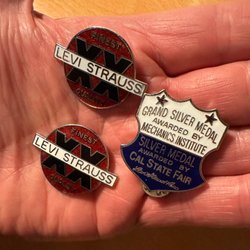 FINEST
XX
LEVI STRAUSS
GRAND SILVER MEDAL
AWARDED BY
MECHANICS INSTITUTE
SILVER MEDAL
AWARDED BY
CAL STATE FAIR
FINEST
XX
LEVI STRAUSS